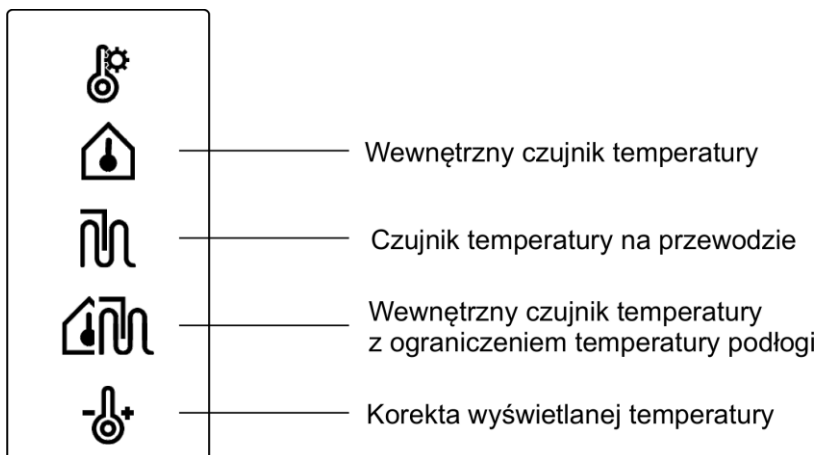 Wewnętrzny czujnik temperatury
Czujnik temperatury na przewodzie
Wewnętrzny czujnik temperatury
z ograniczeniem temperatury podłogi
Korekta wyświetlanej temperatury